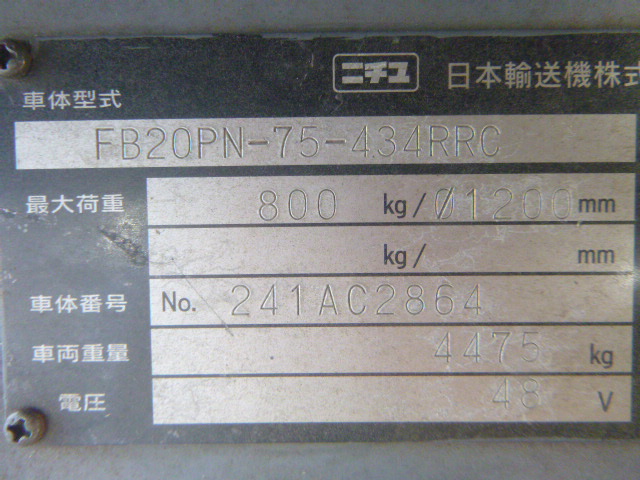 ニチユ 日本輸送機株式
車体型式
FB20PN-75-434RRC
最大荷重 800 kg/Ø1200mm
kg/ mm
車体番号 No. 241AC2864
車両重量 4475 kg
電圧 48 V